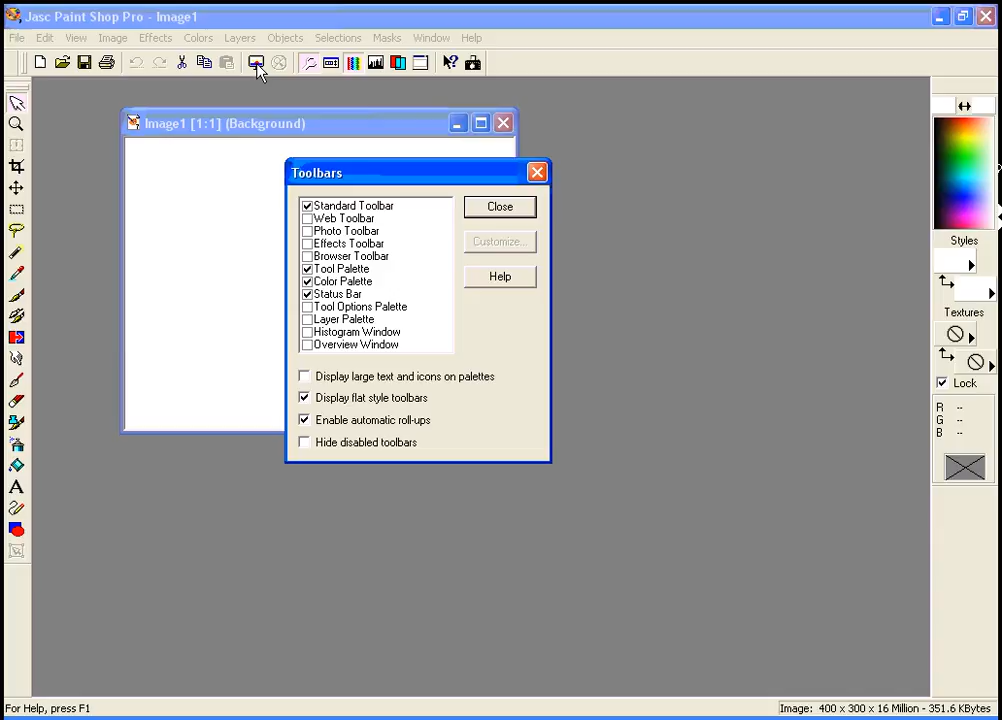 Jasc Paint Shop Pro - Image1
File Edit View Image Effects Colors Layers Objects Selections Masks Window Help
Image1 [1:1] (Background)
Toolbars
Standard Toolbar
Web Toolbar
Photo Toolbar
Effects Toolbar
Browser Toolbar
Tool Palette
Color Palette
Status Bar
Tool Options Palette
Layer Palette
Histogram Window
Overview Window
Close
Customize...
Help
Display large text and icons on palettes
Display flat style toolbars
Enable automatic roll-ups
Hide disabled toolbars
Styles
Textures
Lock
R --
G --
B --
For Help, press F1
Image: 400 x 300 x 16 Million - 351.6 KBytes